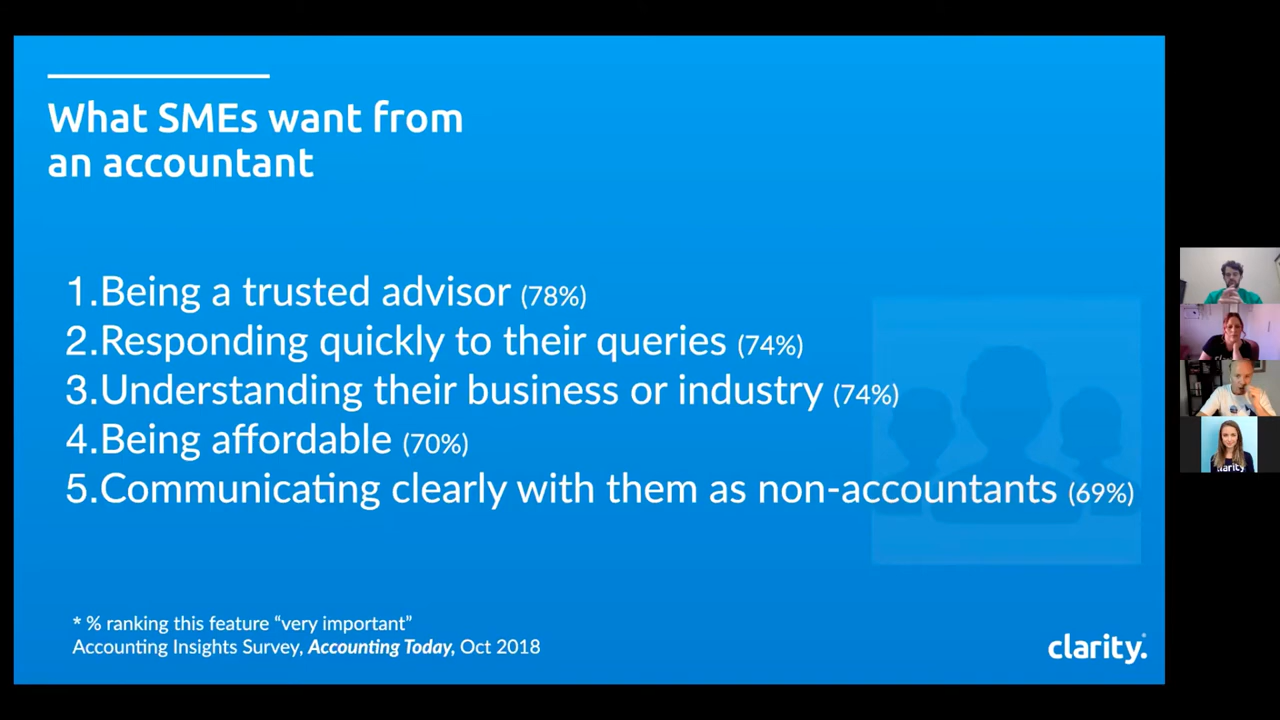 What SMEs want from
an accountant
1.Being a trusted advisor (78%)
2.Responding quickly to their queries (74%)
3.Understanding their business or industry (74%)
4.Being affordable (70%)
5.Communicating clearly with them as non-accountants (69%)
* % ranking this feature “very important”
Accounting Insights Survey, Accounting Today, Oct 2018
clarity.
clarity